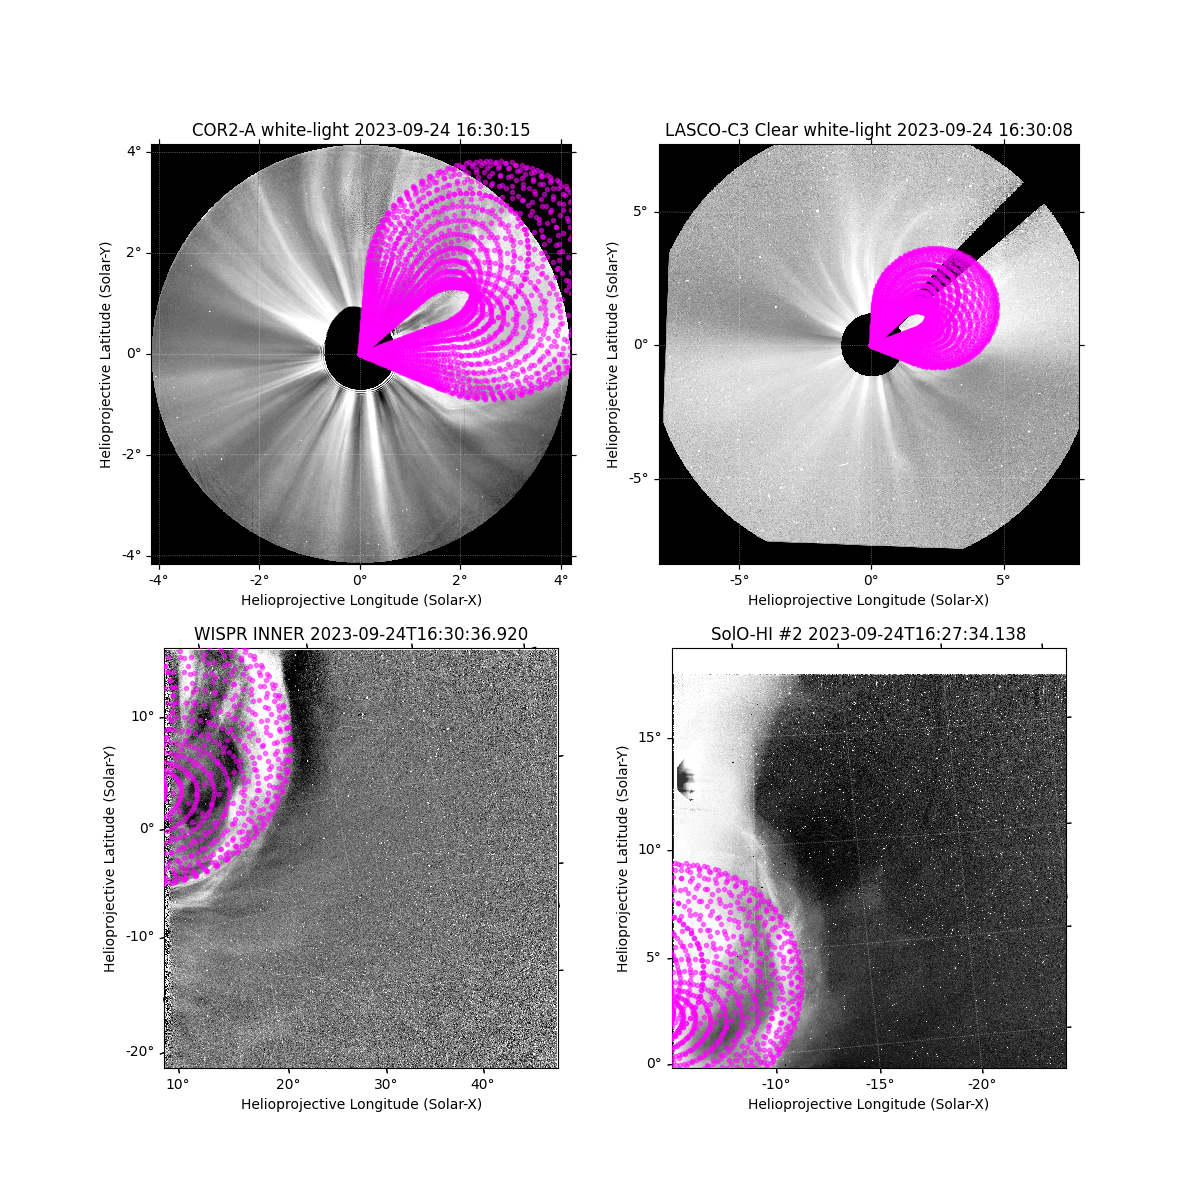 COR2-A white-light 2023-09-24 16:30:15
4°
2°
0°
-2°
-4°
Helioprojective Latitude (Solar-Y)
-4° -2° 0° 2° 4°
Helioprojective Longitude (Solar-X)
LASCO-C3 Clear white-light 2023-09-24 16:30:08
5°
0°
-5°
Helioprojective Latitude (Solar-Y)
-5° 0° 5°
Helioprojective Longitude (Solar-X)
WISPR INNER 2023-09-24T16:30:36.920
10°
0°
-10°
-20°
Helioprojective Latitude (Solar-Y)
10° 20° 30° 40°
Helioprojective Longitude (Solar-X)
SolO-HI #2 2023-09-24T16:27:34.138
15°
10°
5°
0°
Helioprojective Latitude (Solar-Y)
-10° -15° -20°
Helioprojective Longitude (Solar-X)